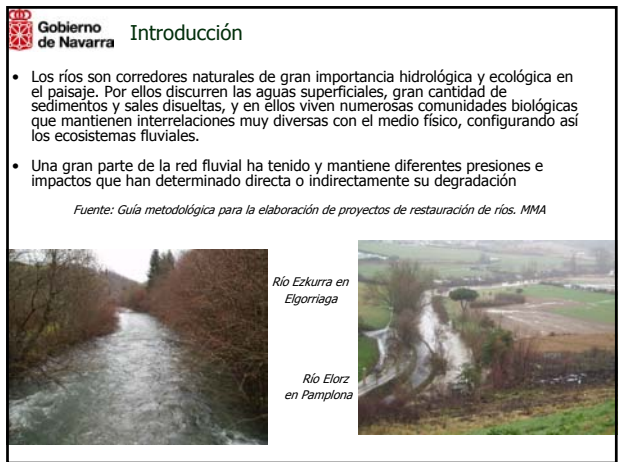 Gobierno
de Navarra
Introducción
• Los ríos son corredores naturales de gran importancia hidrológica y ecológica en
el paisaje. Por ellos discurren las aguas superficiales, gran cantidad de
sedimentos y sales disueltas, y en ellos viven numerosas comunidades biológicas
que mantienen interrelaciones muy diversas con el medio físico, configurando así
los ecosistemas fluviales.
• Una gran parte de la red fluvial ha tenido y mantiene diferentes presiones e
impactos que han determinado directa o indirectamente su degradación
Fuente: Guía metodológica para la elaboración de proyectos de restauración de ríos. MMA
Río Ezkurra en
Elgorriaga
Río Elorz
en Pamplona